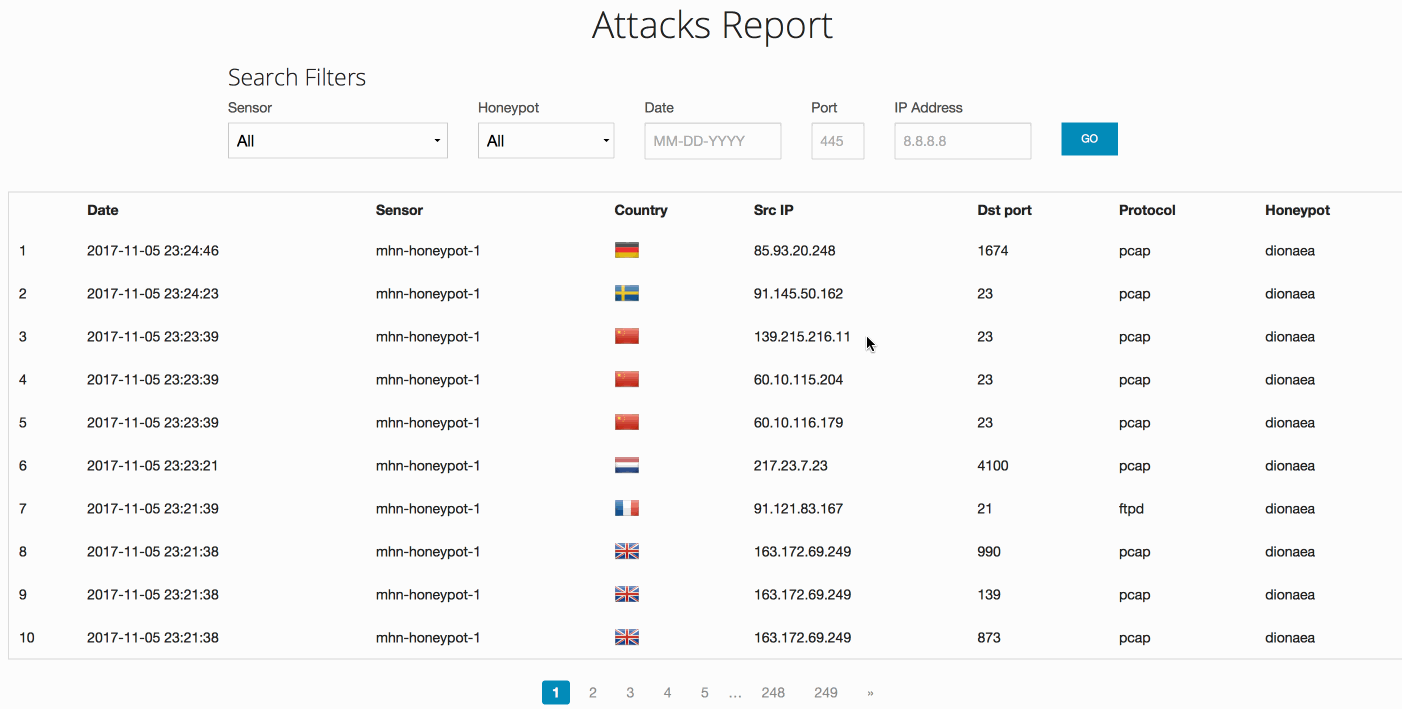 Attacks Report
Search Filters
Sensor Honeypot Date Port IP Address
All All MM-DD-YYYY 445 8.8.8.8 GO
Date Sensor Country Src IP Dst port Protocol Honeypot
1 2017-11-05 23:24:46 mhn-honeypot-1 85.93.20.248 1674 pcap dionaea
2 2017-11-05 23:24:23 mhn-honeypot-1 91.145.50.162 23 pcap dionaea
3 2017-11-05 23:23:39 mhn-honeypot-1 139.215.216.11 23 pcap dionaea
4 2017-11-05 23:23:39 mhn-honeypot-1 60.10.115.204 23 pcap dionaea
5 2017-11-05 23:23:39 mhn-honeypot-1 60.10.116.179 23 pcap dionaea
6 2017-11-05 23:23:21 mhn-honeypot-1 217.23.7.23 4100 pcap dionaea
7 2017-11-05 23:21:39 mhn-honeypot-1 91.121.83.167 21 ftpd dionaea
8 2017-11-05 23:21:38 mhn-honeypot-1 163.172.69.249 990 pcap dionaea
9 2017-11-05 23:21:38 mhn-honeypot-1 163.172.69.249 139 pcap dionaea
10 2017-11-05 23:21:38 mhn-honeypot-1 163.172.69.249 873 pcap dionaea
1 2 3 4 5 … 248 249 »